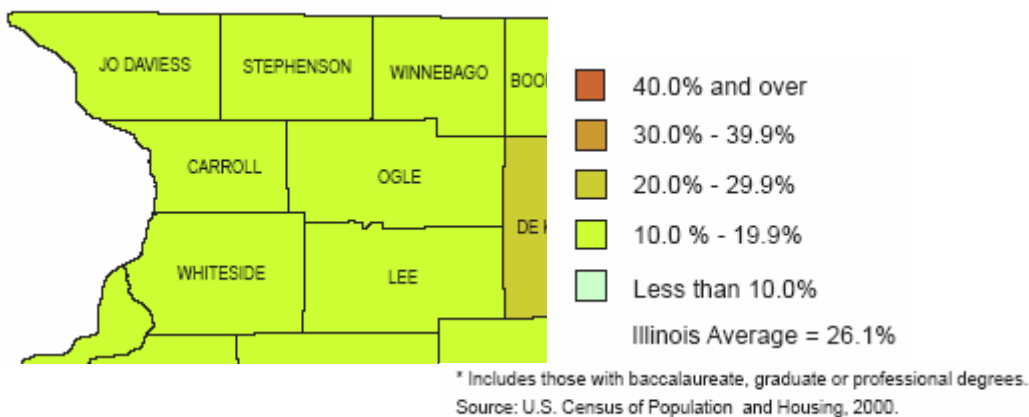 JO DAVIESS
STEPHENSON
WINNEBAGO
BOON
CARROLL
OGLE
DE K
WHITESIDE
LEE
40.0% and over
30.0% - 39.9%
20.0% - 29.9%
10.0 % - 19.9%
Less than 10.0%
Illinois Average = 26.1%
* Includes those with baccalaureate, graduate or professional degrees.
Source: U.S. Census of Population and Housing, 2000.